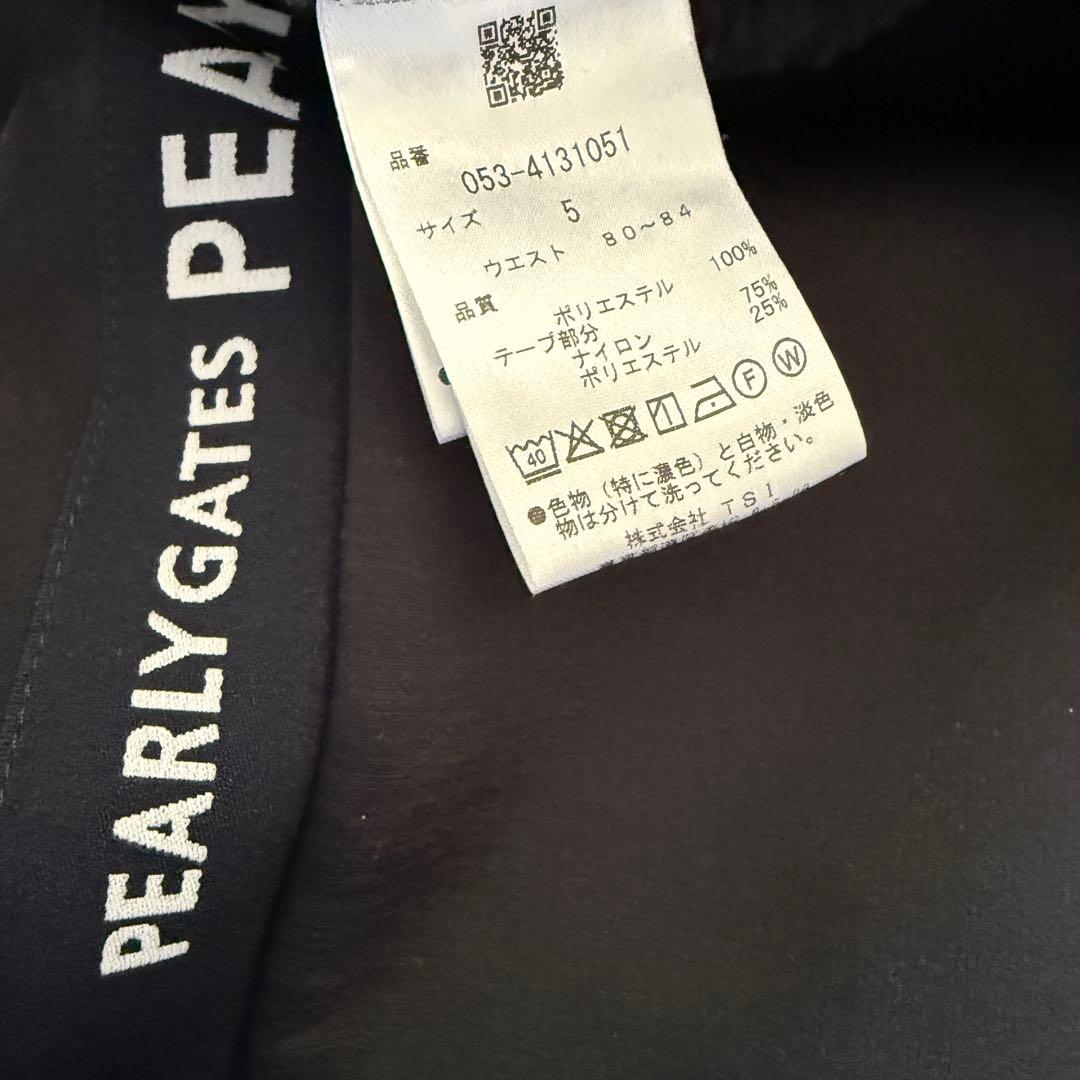 品番 053-4131051
サイズ 5
ウエスト 80~84
品質 ポリエステル 100%
テープ部分
ナイロン 75%
ポリエステル 25%
40 F W
●色物(特に濃色)と白物・淡色
物は分けて洗ってください。
株式会社 TSI
PEARLY GATES